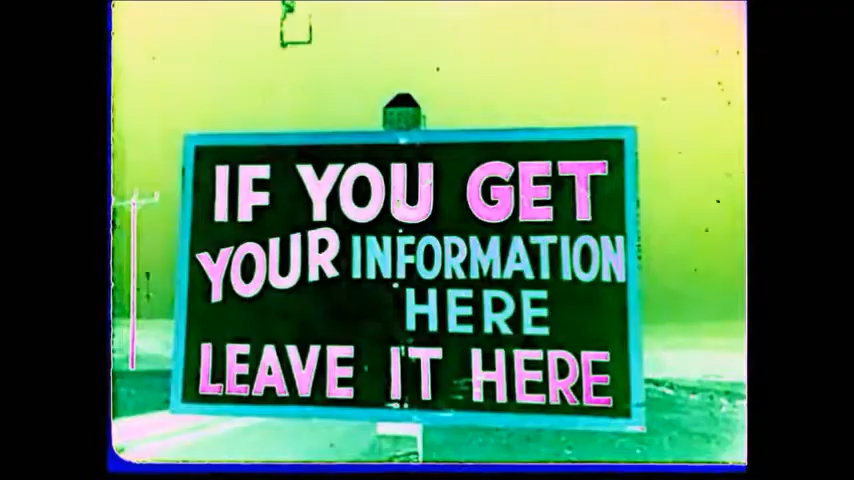 IF YOU GET
YOUR INFORMATION
HERE
LEAVE IT HERE